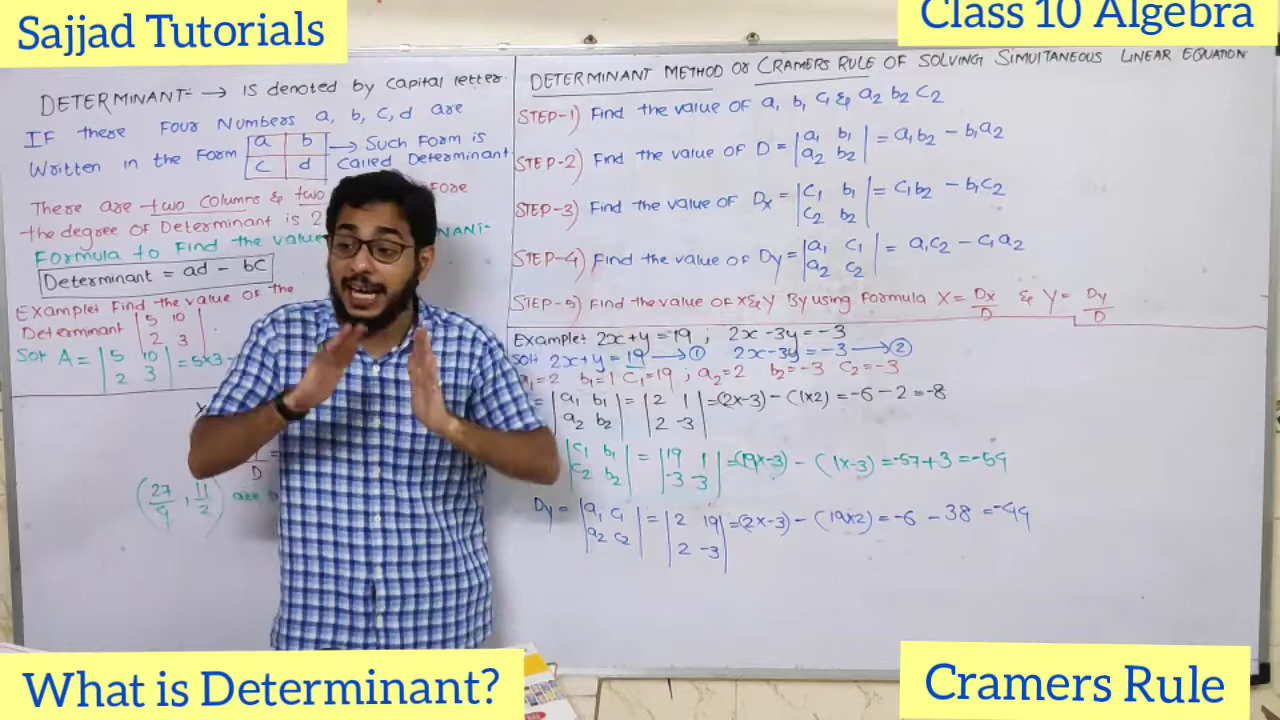 Sajjad Tutorials
Class 10 Algebra
DETERMINANT:- → is denoted by Capital letter.
IF there Four Numbers a, b, c, d are
Written in the Form | a b | c d | → Such Form is
Called Determinant
There are two Columns & two
the degree of Determinant is 2
Formula to Find the value
Determinant = ad - bc
Example: Find the value of the
Determinant | 5 10 | 2 3 |
Sol: A = | 5 10 | 2 3 | = 5x3 -
D
(27/4 , 11/2) are
DETERMINANT METHOD or CRAMERS RULE OF SOLVING SIMULTANEOUS LINEAR EQUATION
STEP-1) Find the value of a₁ b₁ c₁ & a₂ b₂ c₂
STEP-2) Find the value of D = | a₁ b₁ | a₂ b₂ | = a₁b₂ - b₁a₂
STEP-3) Find the value of Dx = | c₁ b₁ | c₂ b₂ | = c₁b₂ - b₁c₂
STEP-4) Find the value of Dy = | a₁ c₁ | a₂ c₂ | = a₁c₂ - c₁a₂
STEP-5) Find the value of x & y By using Formula X = Dx/D & Y = Dy/D
Example: 2x+y = 19 ; 2x -3y = -3
Sol: 2x+y = 19 → ① 2x-3y = -3 → ②
a₁=2 b₁=1 c₁=19 ; a₂=2 b₂=-3 c₂=-3
= | a₁ b₁ | a₂ b₂ | = | 2 1 | 2 -3 | = (2x-3) - (1x2) = -6 - 2 = -8
| c₁ b₁ | c₂ b₂ | = | 19 1 | -3 -3 | = (19x-3) - (1x-3) = -57+3 = -54
Dy = | a₁ c₁ | a₂ c₂ | = | 2 19 | 2 -3 | = (2x-3) - (19x2) = -6 - 38 = -44
What is Determinant?
Cramers Rule